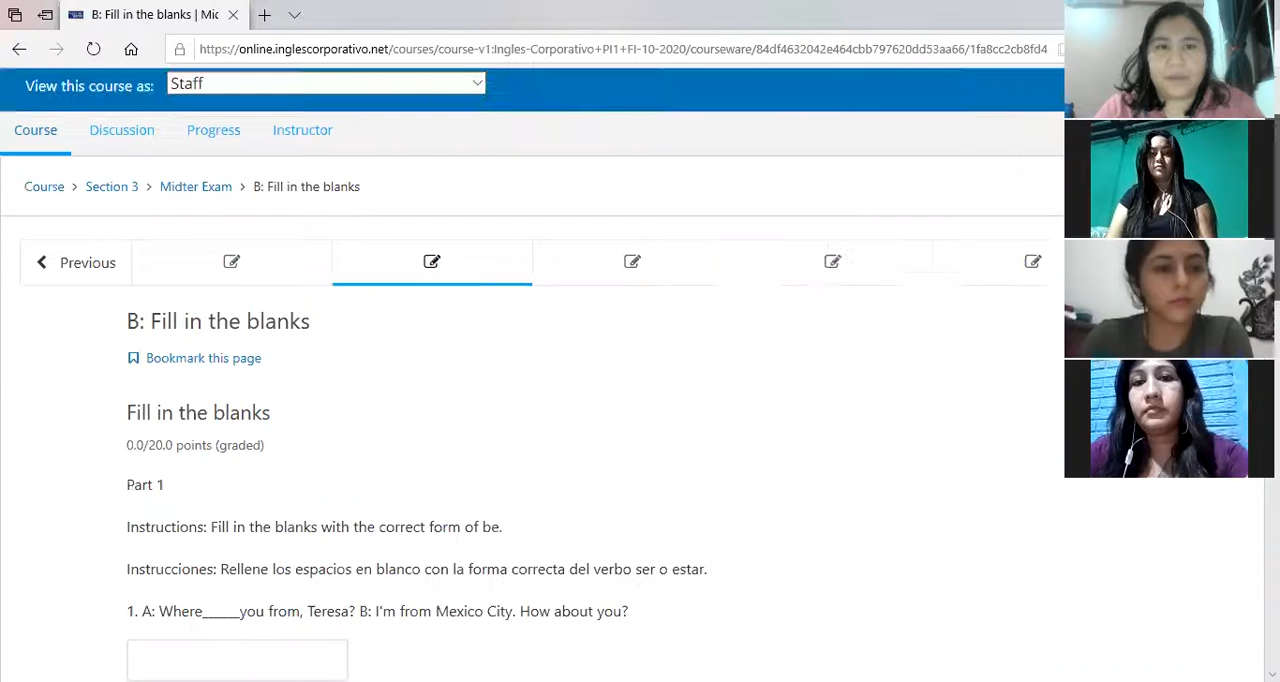 B: Fill in the blanks | Mic
https://online.inglescorporativo.net/courses/course-v1:Ingles-Corporativo+PI1+FI-10-2020/courseware/84df4632042e464cbb797620dd53aa66/1fa8cc2cb8fd4
View this course as: Staff
Course Discussion Progress Instructor
Course > Section 3 > Midter Exam > B: Fill in the blanks
Previous
B: Fill in the blanks
Bookmark this page
Fill in the blanks
0.0/20.0 points (graded)
Part 1
Instructions: Fill in the blanks with the correct form of be.
Instrucciones: Rellene los espacios en blanco con la forma correcta del verbo ser o estar.
1. A: Where_____you from, Teresa? B: I'm from Mexico City. How about you?